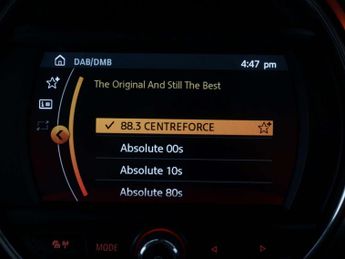 DAB/DMB
4:47 pm
The Original And Still The Best
88.3 CENTREFORCE
Absolute 00s
Absolute 10s
Absolute 80s
MODE